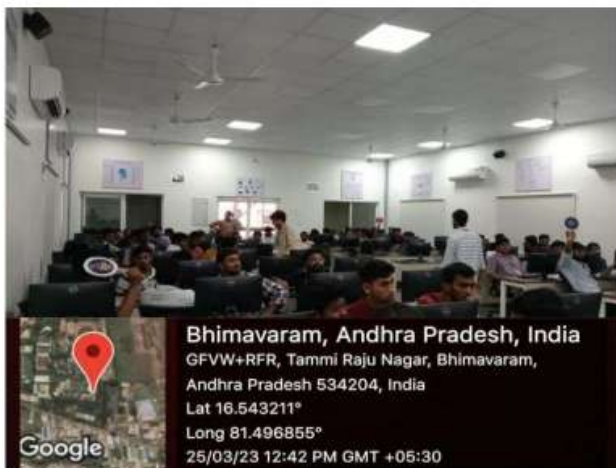 Bhimavaram, Andhra Pradesh, India
GFVW+RFR, Tammi Raju Nagar, Bhimavaram,
Andhra Pradesh 534204, India
Lat 16.543211°
Long 81.496855°
Google
25/03/23 12:42 PM GMT +05:30